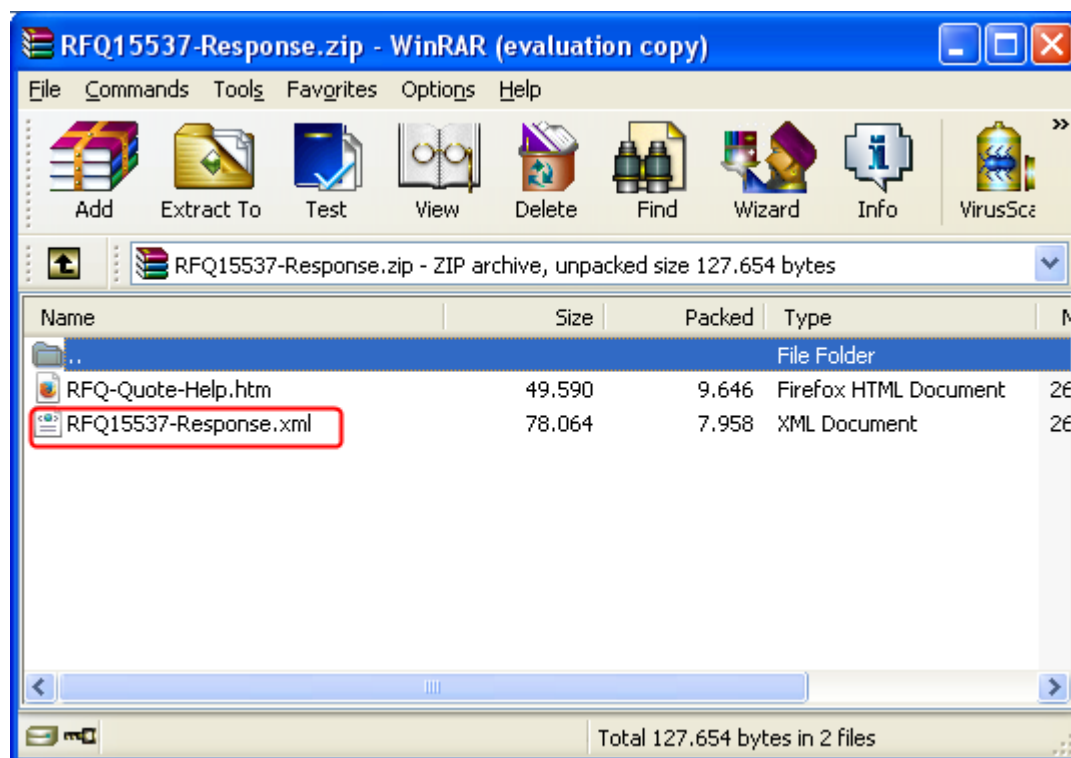 RFQ15537-Response.zip - WinRAR (evaluation copy)
File Commands Tools Favorites Options Help
Add Extract To Test View Delete Find Wizard Info VirusSca
RFQ15537-Response.zip - ZIP archive, unpacked size 127.654 bytes
Name Size Packed Type
.. File Folder
RFQ-Quote-Help.htm 49.590 9.646 Firefox HTML Document 26
RFQ15537-Response.xml 78.064 7.958 XML Document 26
Total 127.654 bytes in 2 files